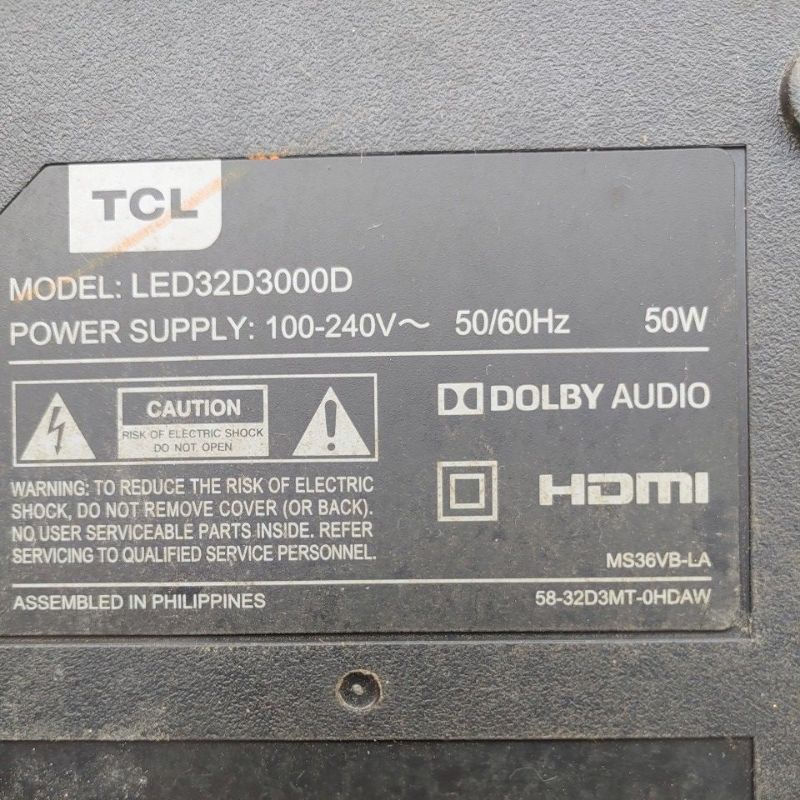 TCL
MODEL: LED32D3000D
POWER SUPPLY: 100-240V～ 50/60Hz 50W
CAUTION
RISK OF ELECTRIC SHOCK
DO NOT OPEN
DOLBY AUDIO
WARNING: TO REDUCE THE RISK OF ELECTRIC
SHOCK, DO NOT REMOVE COVER (OR BACK).
NO USER SERVICEABLE PARTS INSIDE. REFER
SERVICING TO QUALIFIED SERVICE PERSONNEL.
HDMI
MS36VB-LA
ASSEMBLED IN PHILIPPINES
58-32D3MT-0HDAW